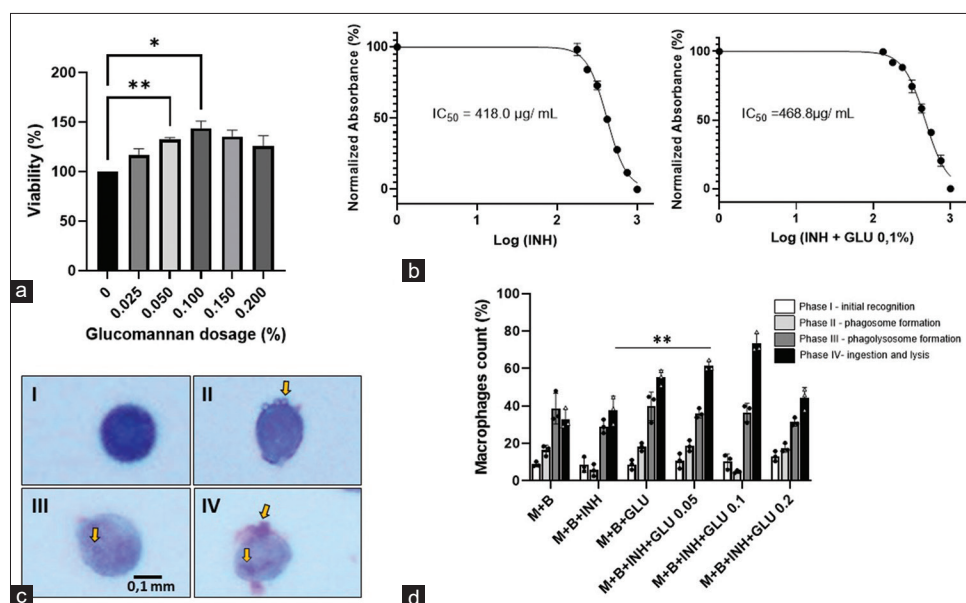 *
**
200
150
100
50
0
Viability (%)
0 0.025 0.050 0.100 0.150 0.200
Glucomannan dosage (%)
a
100
50
0
Normalized Absorbance (%)
IC50 = 418.0 µg/ mL
0 1 2 3
Log (INH)
100
50
0
Normalized Absorbance (%)
IC50 =468.8µg/ mL
0 1 2 3
Log (INH + GLU 0,1%)
b
I
II
III
IV
0,1 mm
c
100
80
60
40
20
0
Macrophages count (%)
**
Phase I - initial recognition
Phase II - phagosome formation
Phase III - phagolysosome formation
Phase IV- ingestion and lysis
M+B
M+B+INH
M+B+GLU
M+B+INH+GLU 0.05
M+B+INH+GLU 0.1
M+B+INH+GLU 0.2
d